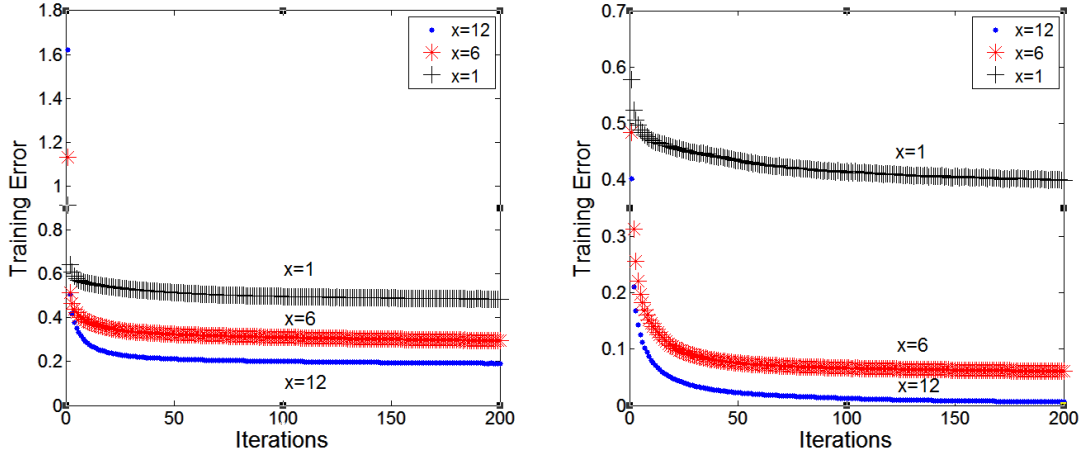 1.8
1.6
1.4
1.2
1
0.8
0.6
0.4
0.2
0
Training Error
0
50
100
150
200
Iterations
x=12
x=6
x=1
x=1
x=6
x=12
0.7
0.6
0.5
0.4
0.3
0.2
0.1
0
Training Error
0
50
100
150
200
Iterations
x=12
x=6
x=1
x=1
x=6
x=12